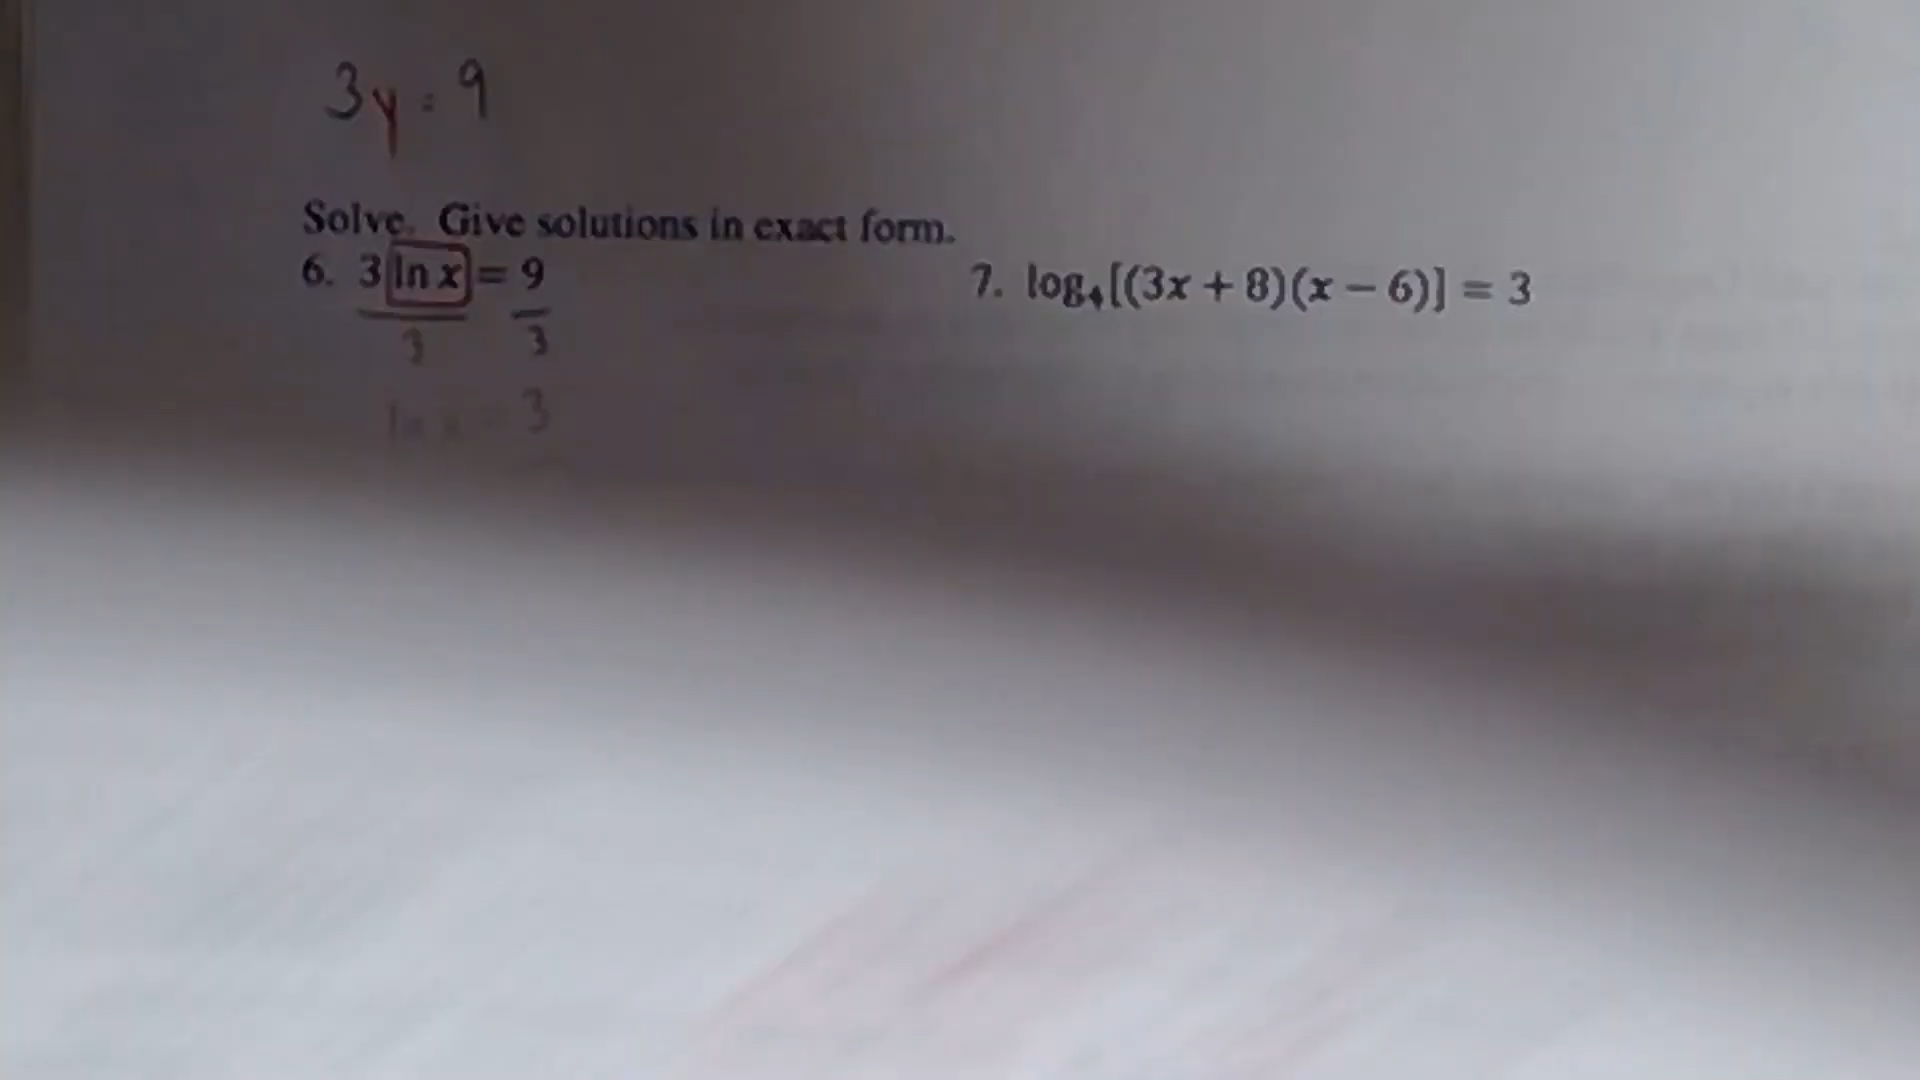 3y = 9
Solve. Give solutions in exact form.
6. 3 ln x = 9
3 3
ln x = 3
7. log₄[(3x + 8)(x − 6)] = 3